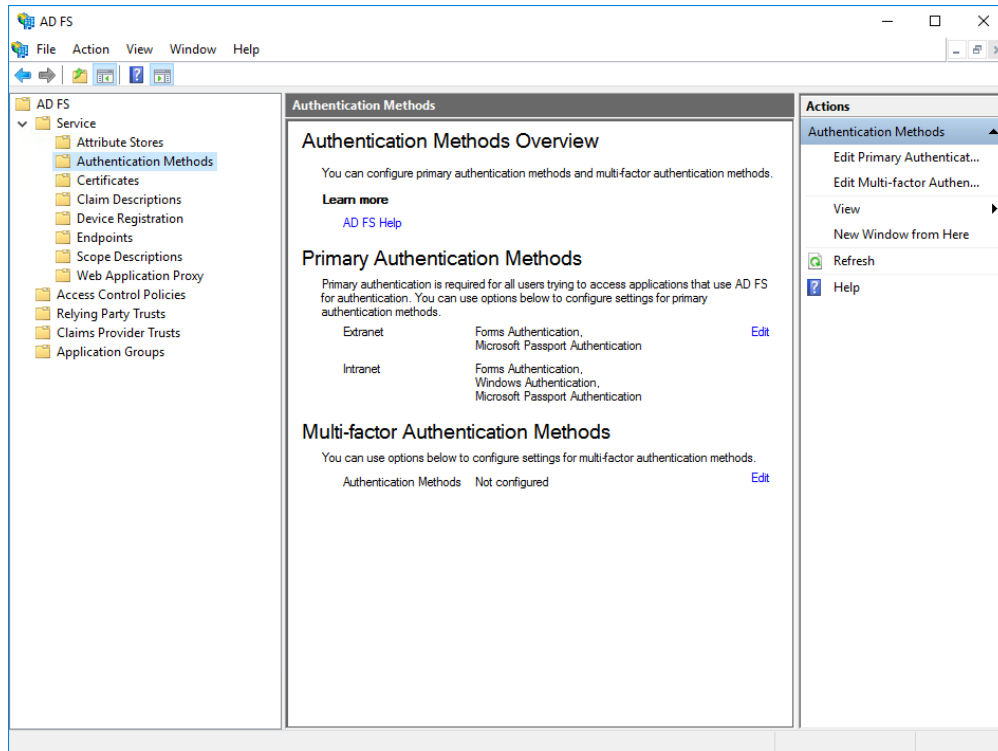 AD FS
File Action View Window Help
AD FS
Service
Attribute Stores
Authentication Methods
Certificates
Claim Descriptions
Device Registration
Endpoints
Scope Descriptions
Web Application Proxy
Access Control Policies
Relying Party Trusts
Claims Provider Trusts
Application Groups
Authentication Methods
Authentication Methods Overview
You can configure primary authentication methods and multi-factor authentication methods.
Learn more
AD FS Help
Primary Authentication Methods
Primary authentication is required for all users trying to access applications that use AD FS
for authentication. You can use options below to configure settings for primary
authentication methods.
Extranet Forms Authentication, Edit
Microsoft Passport Authentication
Intranet Forms Authentication,
Windows Authentication,
Microsoft Passport Authentication
Multi-factor Authentication Methods
You can use options below to configure settings for multi-factor authentication methods.
Authentication Methods Not configured Edit
Actions
Authentication Methods
Edit Primary Authenticat...
Edit Multi-factor Authen...
View
New Window from Here
Refresh
Help